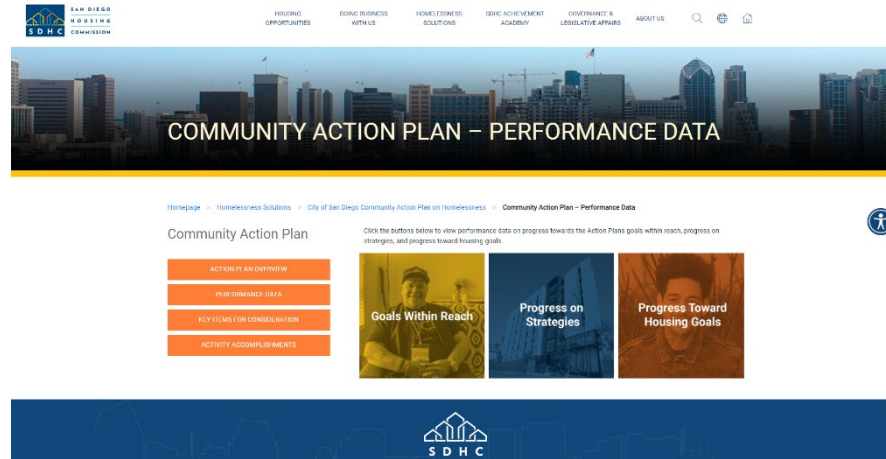 SAN DIEGO
HOUSING
COMMISSION
SDHC
HOUSING
OPPORTUNITIES
DOING BUSINESS
WITH US
HOMELESSNESS
SOLUTIONS
SDHC ACHIEVEMENT
ACADEMY
GOVERNANCE &
LEGISLATIVE AFFAIRS
ABOUT US
COMMUNITY ACTION PLAN – PERFORMANCE DATA
Homepage > Homelessness Solutions > City of San Diego Community Action Plan on Homelessness > Community Action Plan – Performance Data
Community Action Plan
ACTION PLAN OVERVIEW
PERFORMANCE DATA
KEY ITEMS FOR CONSIDERATION
ACTIVITY ACCOMPLISHMENTS
Click the buttons below to view performance data on progress towards the Action Plans goals within reach, progress on
strategies, and progress toward housing goals.
Goals Within Reach
Progress on
Strategies
Progress Toward
Housing Goals
SDHC